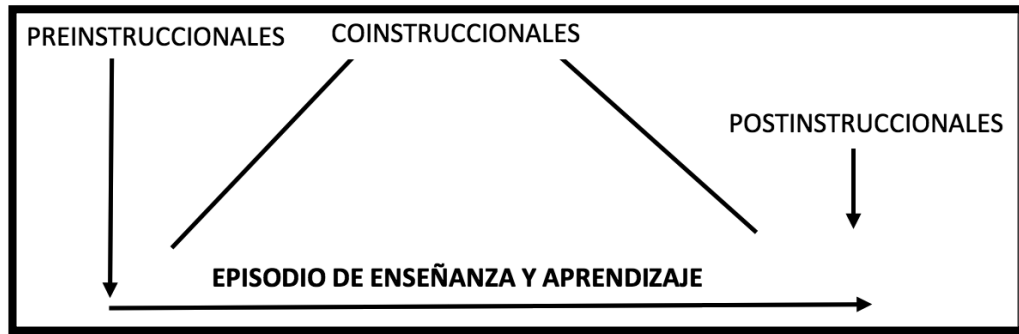 PREINSTRUCCIONALES
COINSTRUCCIONALES
POSTINSTRUCCIONALES
EPISODIO DE ENSEÑANZA Y APRENDIZAJE